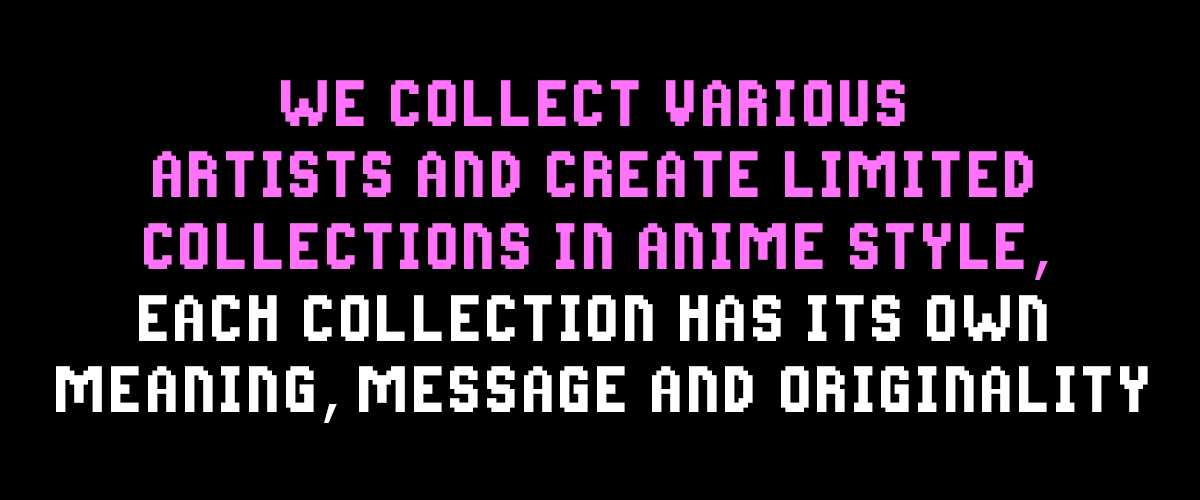 WE COLLECT VARIOUS
ARTISTS AND CREATE LIMITED
COLLECTIONS IN ANIME STYLE,
EACH COLLECTION HAS ITS OWN
MEANING, MESSAGE AND ORIGINALITY